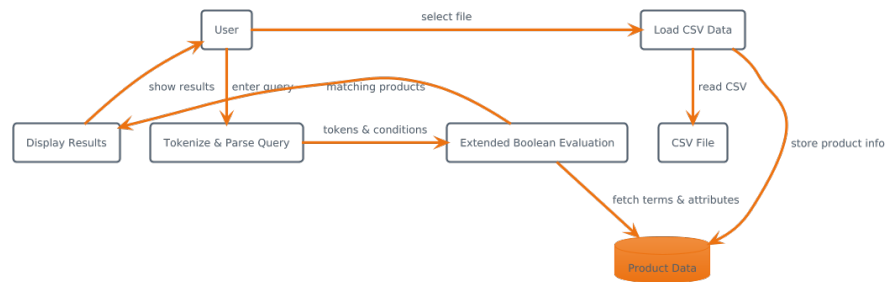 select file
User
Load CSV Data
show results
enter query
matching products
read CSV
tokens & conditions
Display Results
Tokenize & Parse Query
Extended Boolean Evaluation
CSV File
store product info
fetch terms & attributes
Product Data